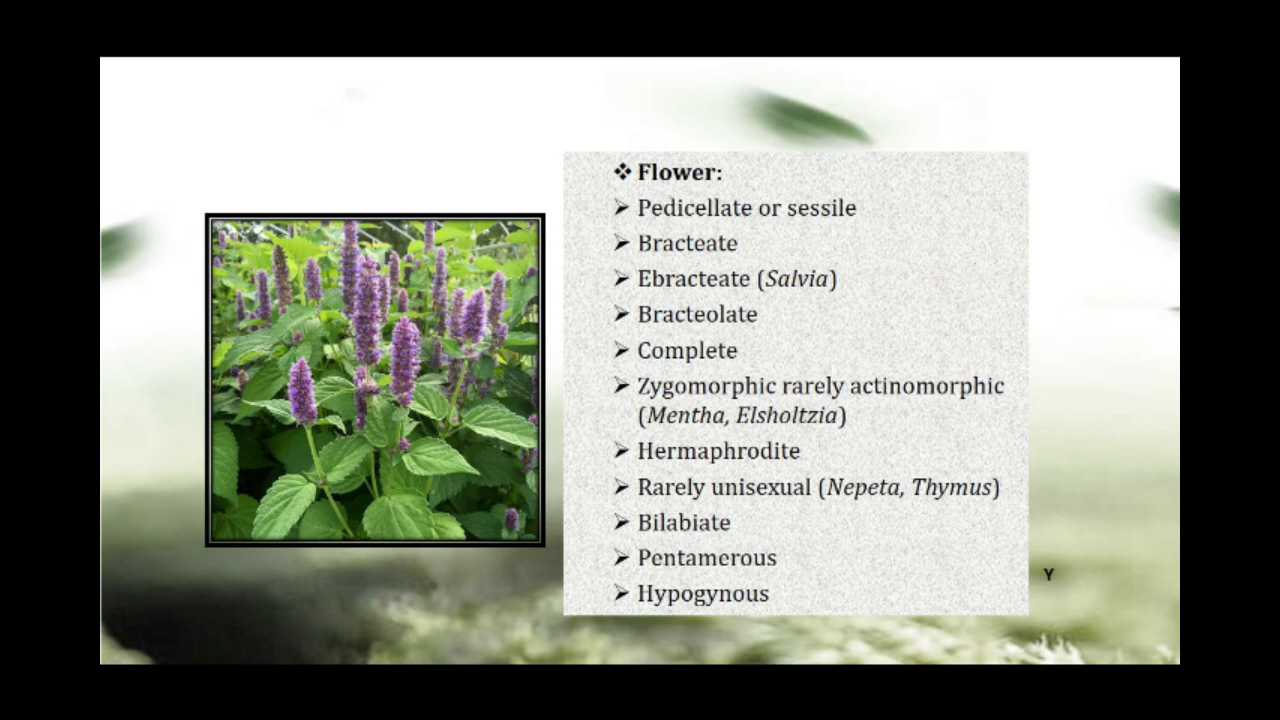 ❖ Flower:
➢ Pedicellate or sessile
➢ Bracteate
➢ Ebracteate (Salvia)
➢ Bracteolate
➢ Complete
➢ Zygomorphic rarely actinomorphic
(Mentha, Elsholtzia)
➢ Hermaphrodite
➢ Rarely unisexual (Nepeta, Thymus)
➢ Bilabiate
➢ Pentamerous
➢ Hypogynous
Y